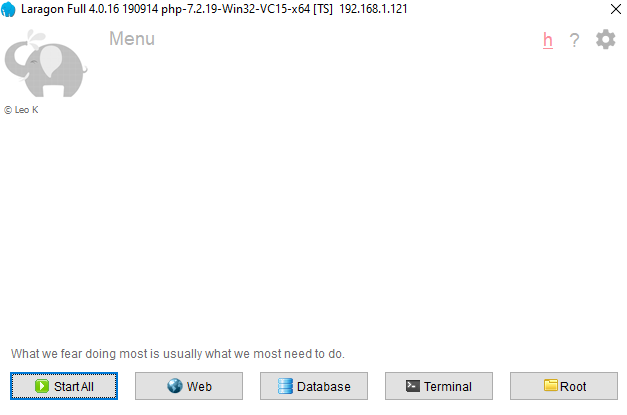 Laragon Full 4.0.16 190914 php-7.2.19-Win32-VC15-x64 [TS]  192.168.1.121
Menu
h
?
© Leo K
What we fear doing most is usually what we most need to do.
Start All
Web
Database
Terminal
Root